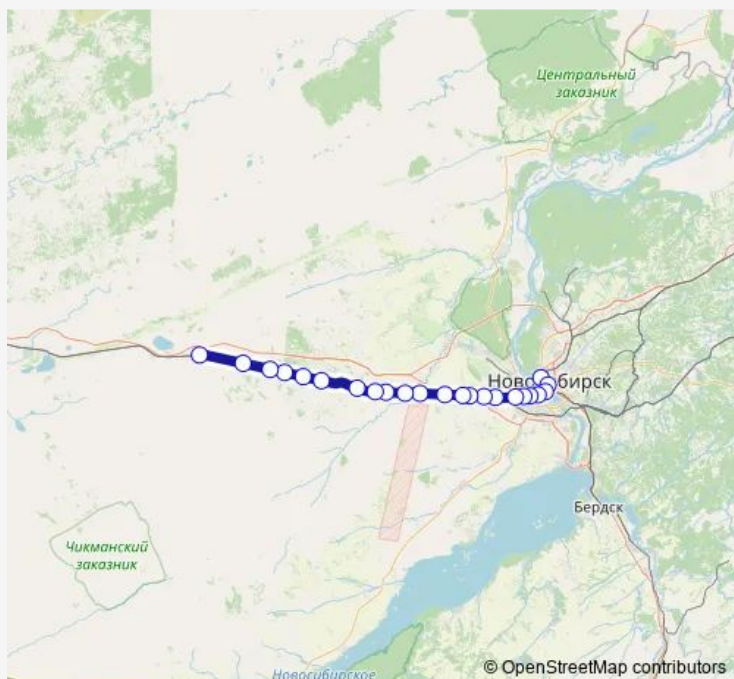 Центральный
заказник
Новосибирск
Бердск
Чикманский
заказник
Новосибирское
© OpenStreetMap contributors